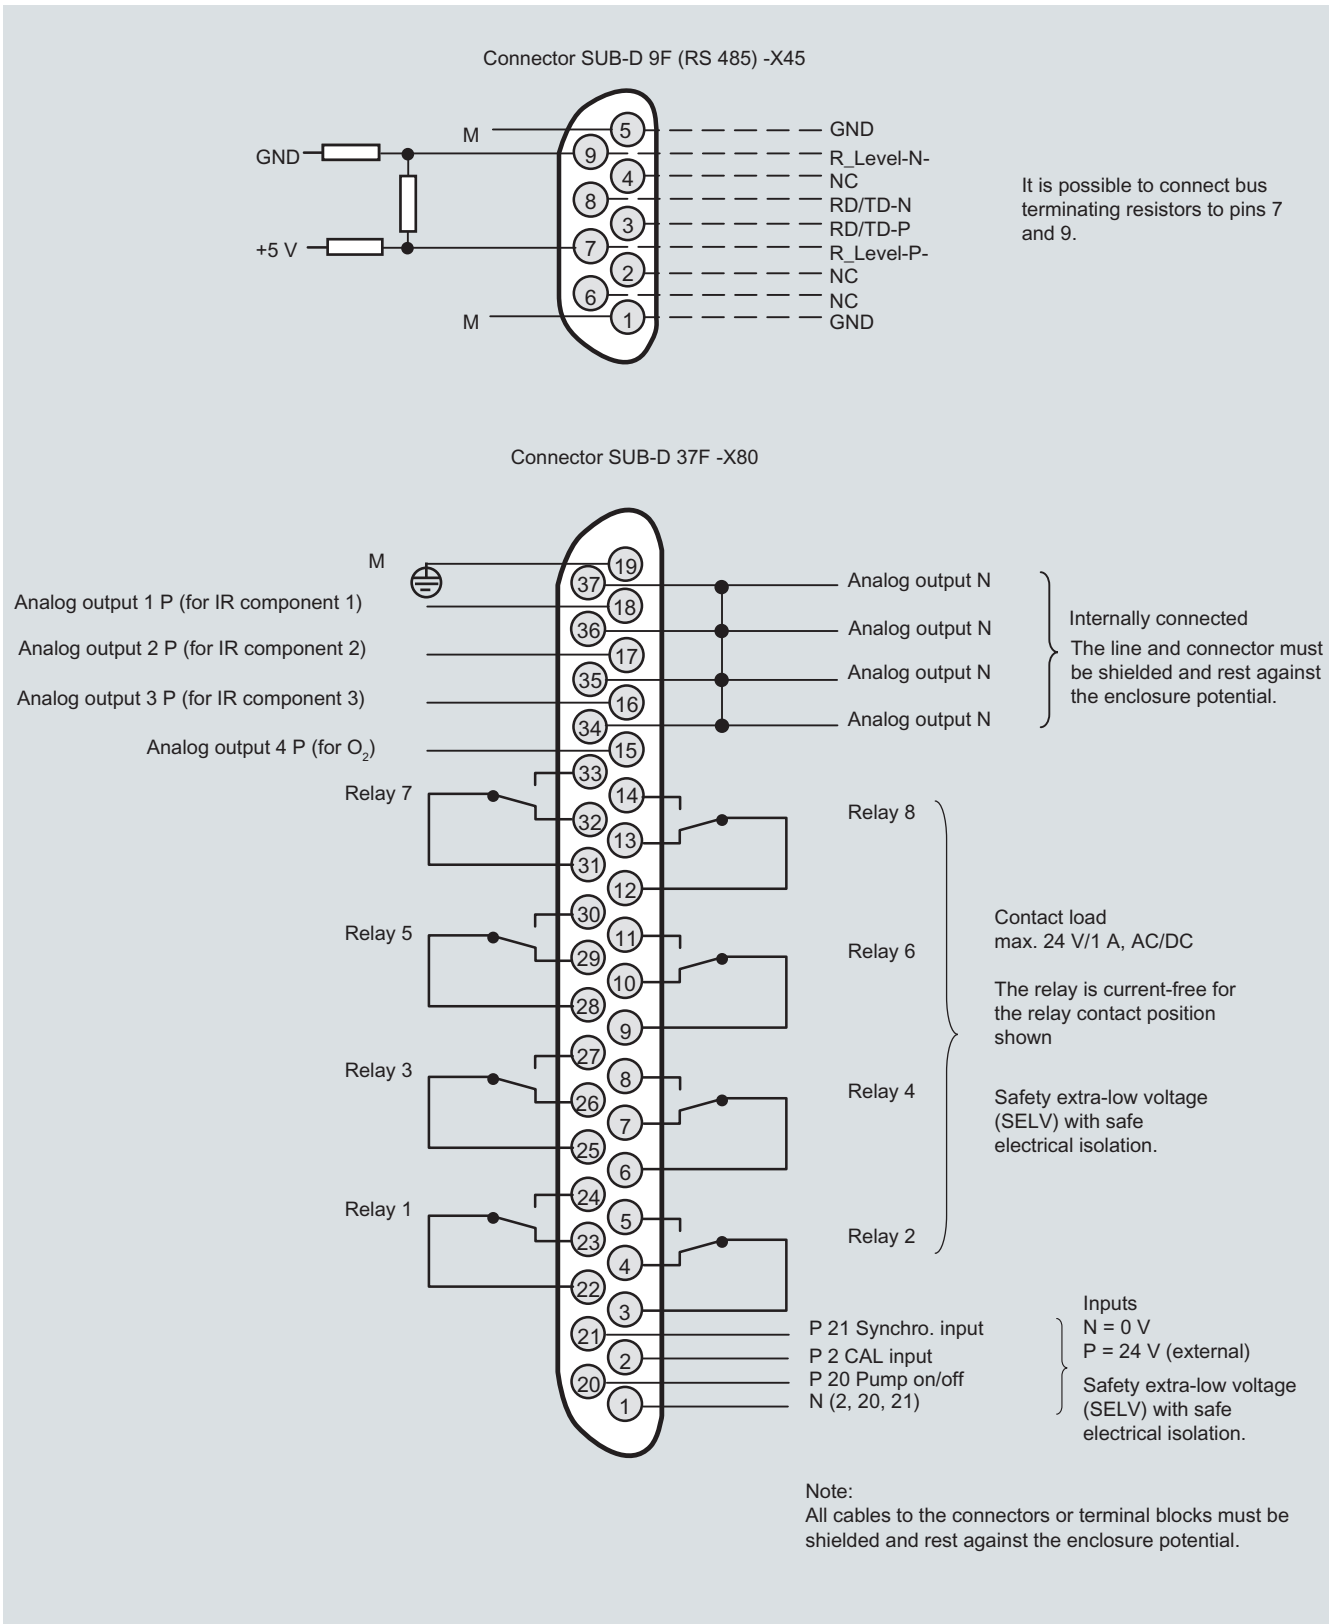 Connector SUB-D 9F (RS 485) -X45
M
5
GND
GND
9
R_Level-N-
4
NC
8
RD/TD-N
3
RD/TD-P
+5 V
7
R_Level-P-
2
NC
6
NC
M
1
GND
It is possible to connect bus
terminating resistors to pins 7
and 9.
Connector SUB-D 37F -X80
M
19
37
Analog output N
Analog output 1 P (for IR component 1)
18
36
Analog output N
Analog output 2 P (for IR component 2)
17
35
Analog output N
Analog output 3 P (for IR component 3)
16
34
Analog output N
Analog output 4 P (for O₂)
15
Internally connected
The line and connector must
be shielded and rest against
the enclosure potential.
33
Relay 7
14
Relay 8
32
13
31
12
30
Relay 5
11
Relay 6
29
10
28
9
27
Relay 3
8
Relay 4
26
7
25
6
24
Relay 1
5
Relay 2
23
4
22
3
Contact load
max. 24 V/1 A, AC/DC
The relay is current-free for
the relay contact position
shown
Safety extra-low voltage
(SELV) with safe
electrical isolation.
21
P 21 Synchro. input
2
P 2 CAL input
20
P 20 Pump on/off
1
N (2, 20, 21)
Inputs
N = 0 V
P = 24 V (external)
Safety extra-low voltage
(SELV) with safe
electrical isolation.
Note:
All cables to the connectors or terminal blocks must be
shielded and rest against the enclosure potential.